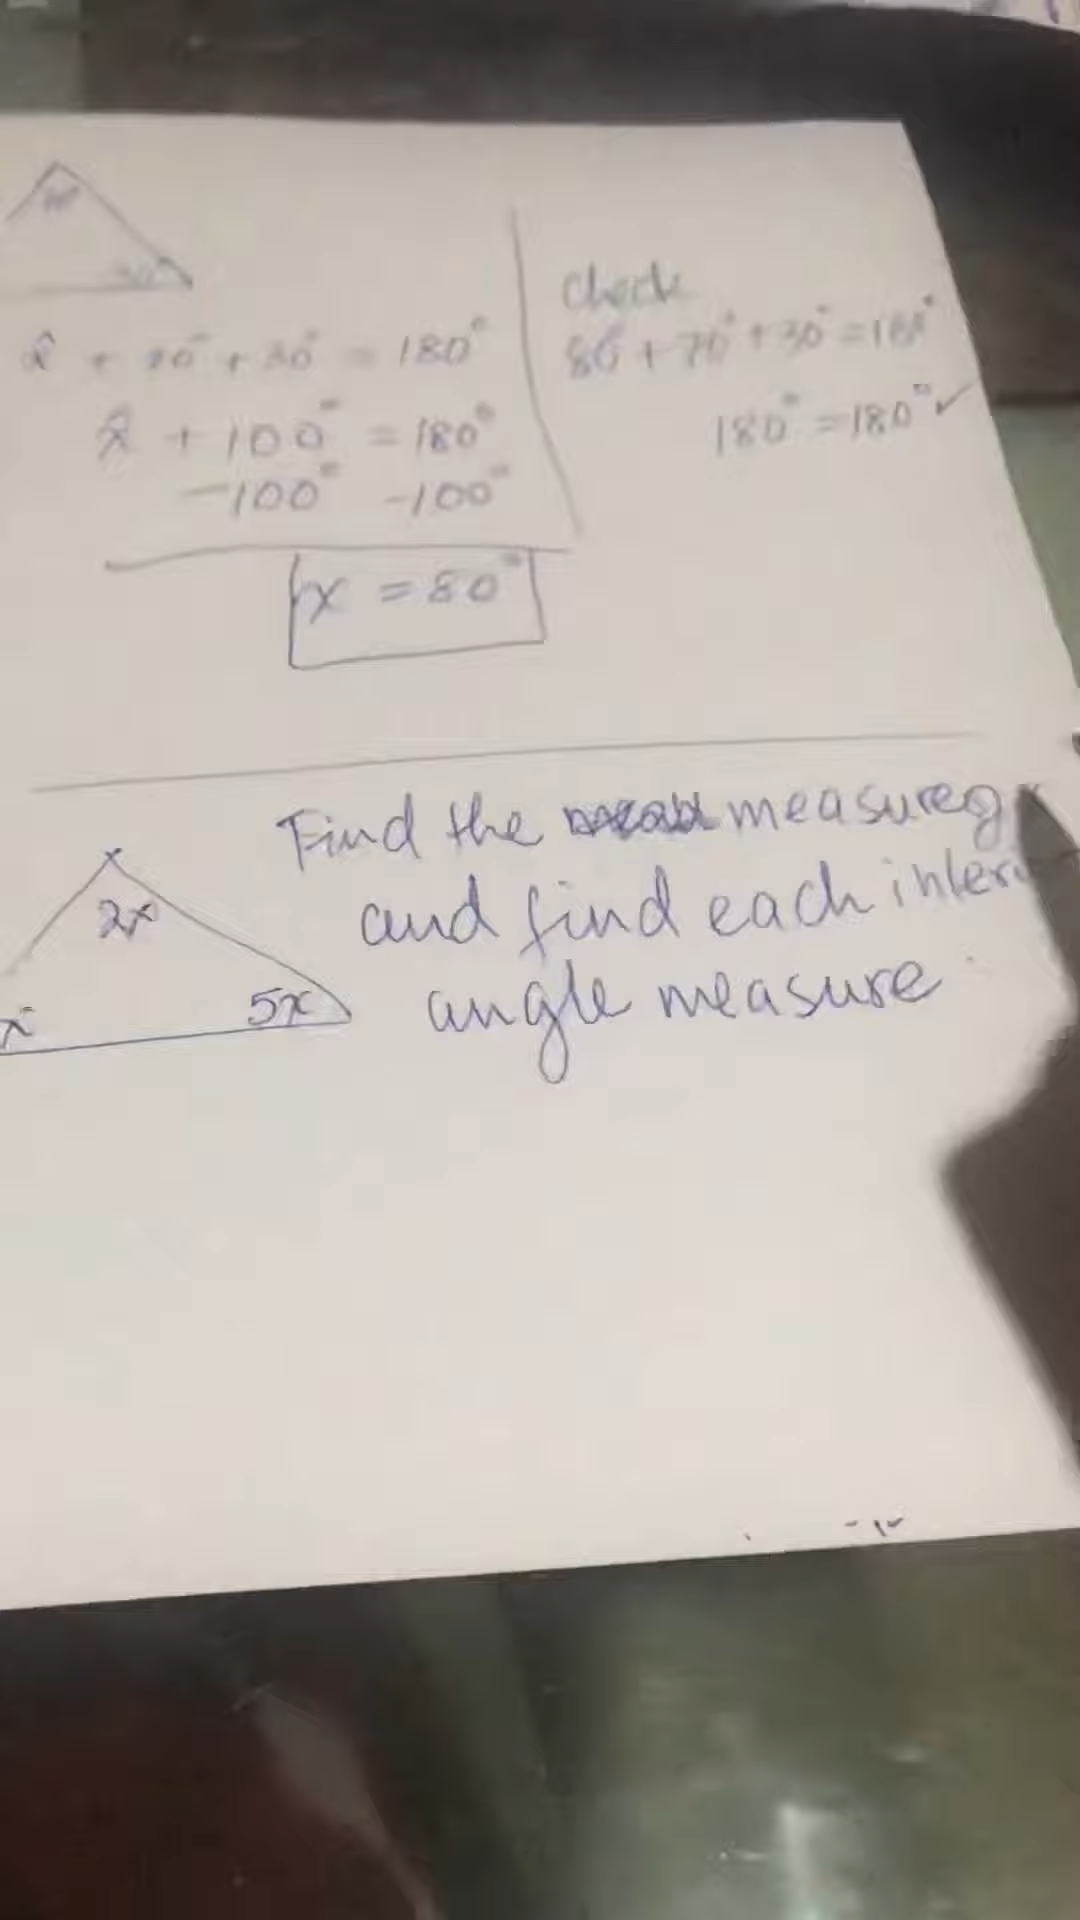 x̂ + 70° + 30° = 180°
x̂ + 100° = 180°
-100° -100°
x = 80°
check
80° + 70° + 30° = 180°
180° = 180° ✓
Find the measure
and find each
angle measure
2x
5x
x